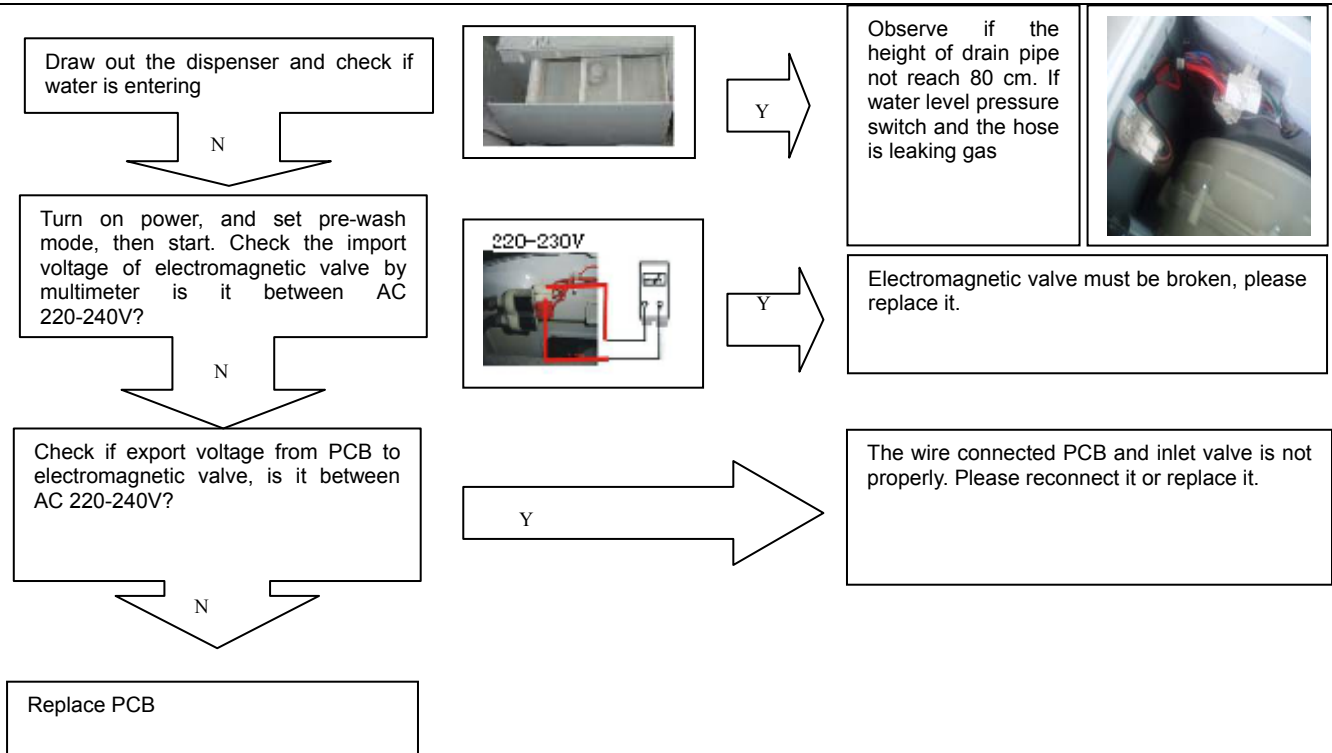 Draw out the dispenser and check if
water is entering
Y
Observe if the
height of drain pipe
not reach 80 cm. If
water level pressure
switch and the hose
is leaking gas
N
Turn on power, and set pre-wash
mode, then start. Check the import
voltage of electromagnetic valve by
multimeter is it between AC
220-240V?
220-230V
Y
Electromagnetic valve must be broken, please
replace it.
N
Check if export voltage from PCB to
electromagnetic valve, is it between
AC 220-240V?
Y
The wire connected PCB and inlet valve is not
properly. Please reconnect it or replace it.
N
Replace PCB